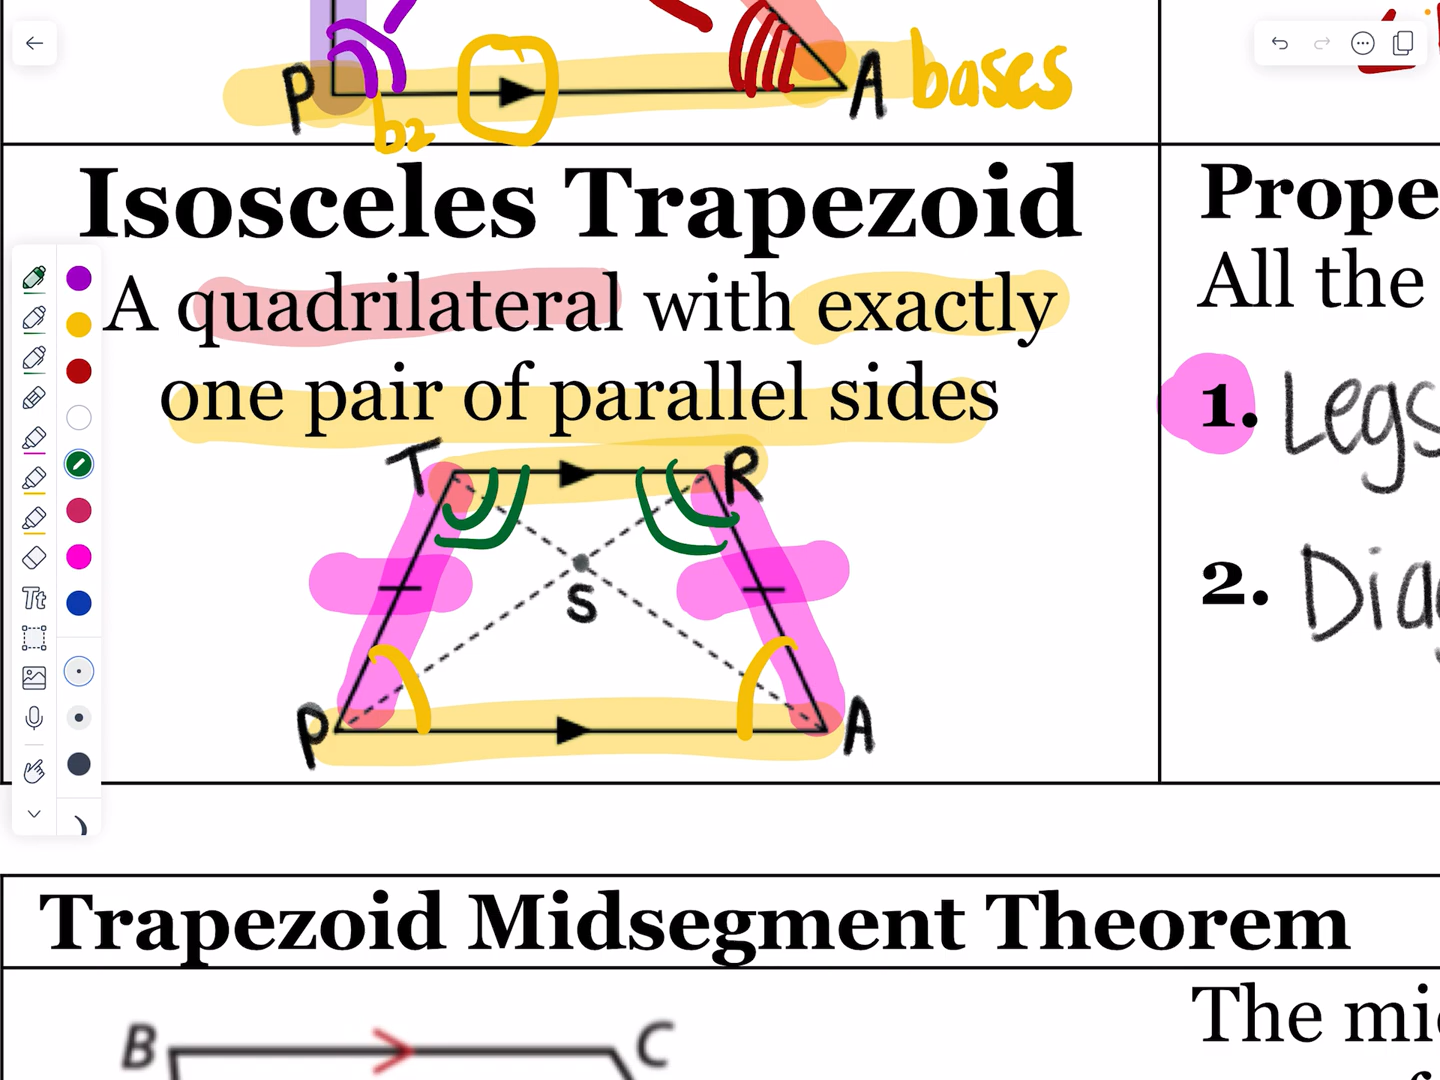 P
b2
A
bases
Isosceles Trapezoid
A quadrilateral with exactly
one pair of parallel sides
T
R
S
P
A
Prope
All the
1. Legs
2. Dia
Tt
Trapezoid Midsegment Theorem
B
C
The mi